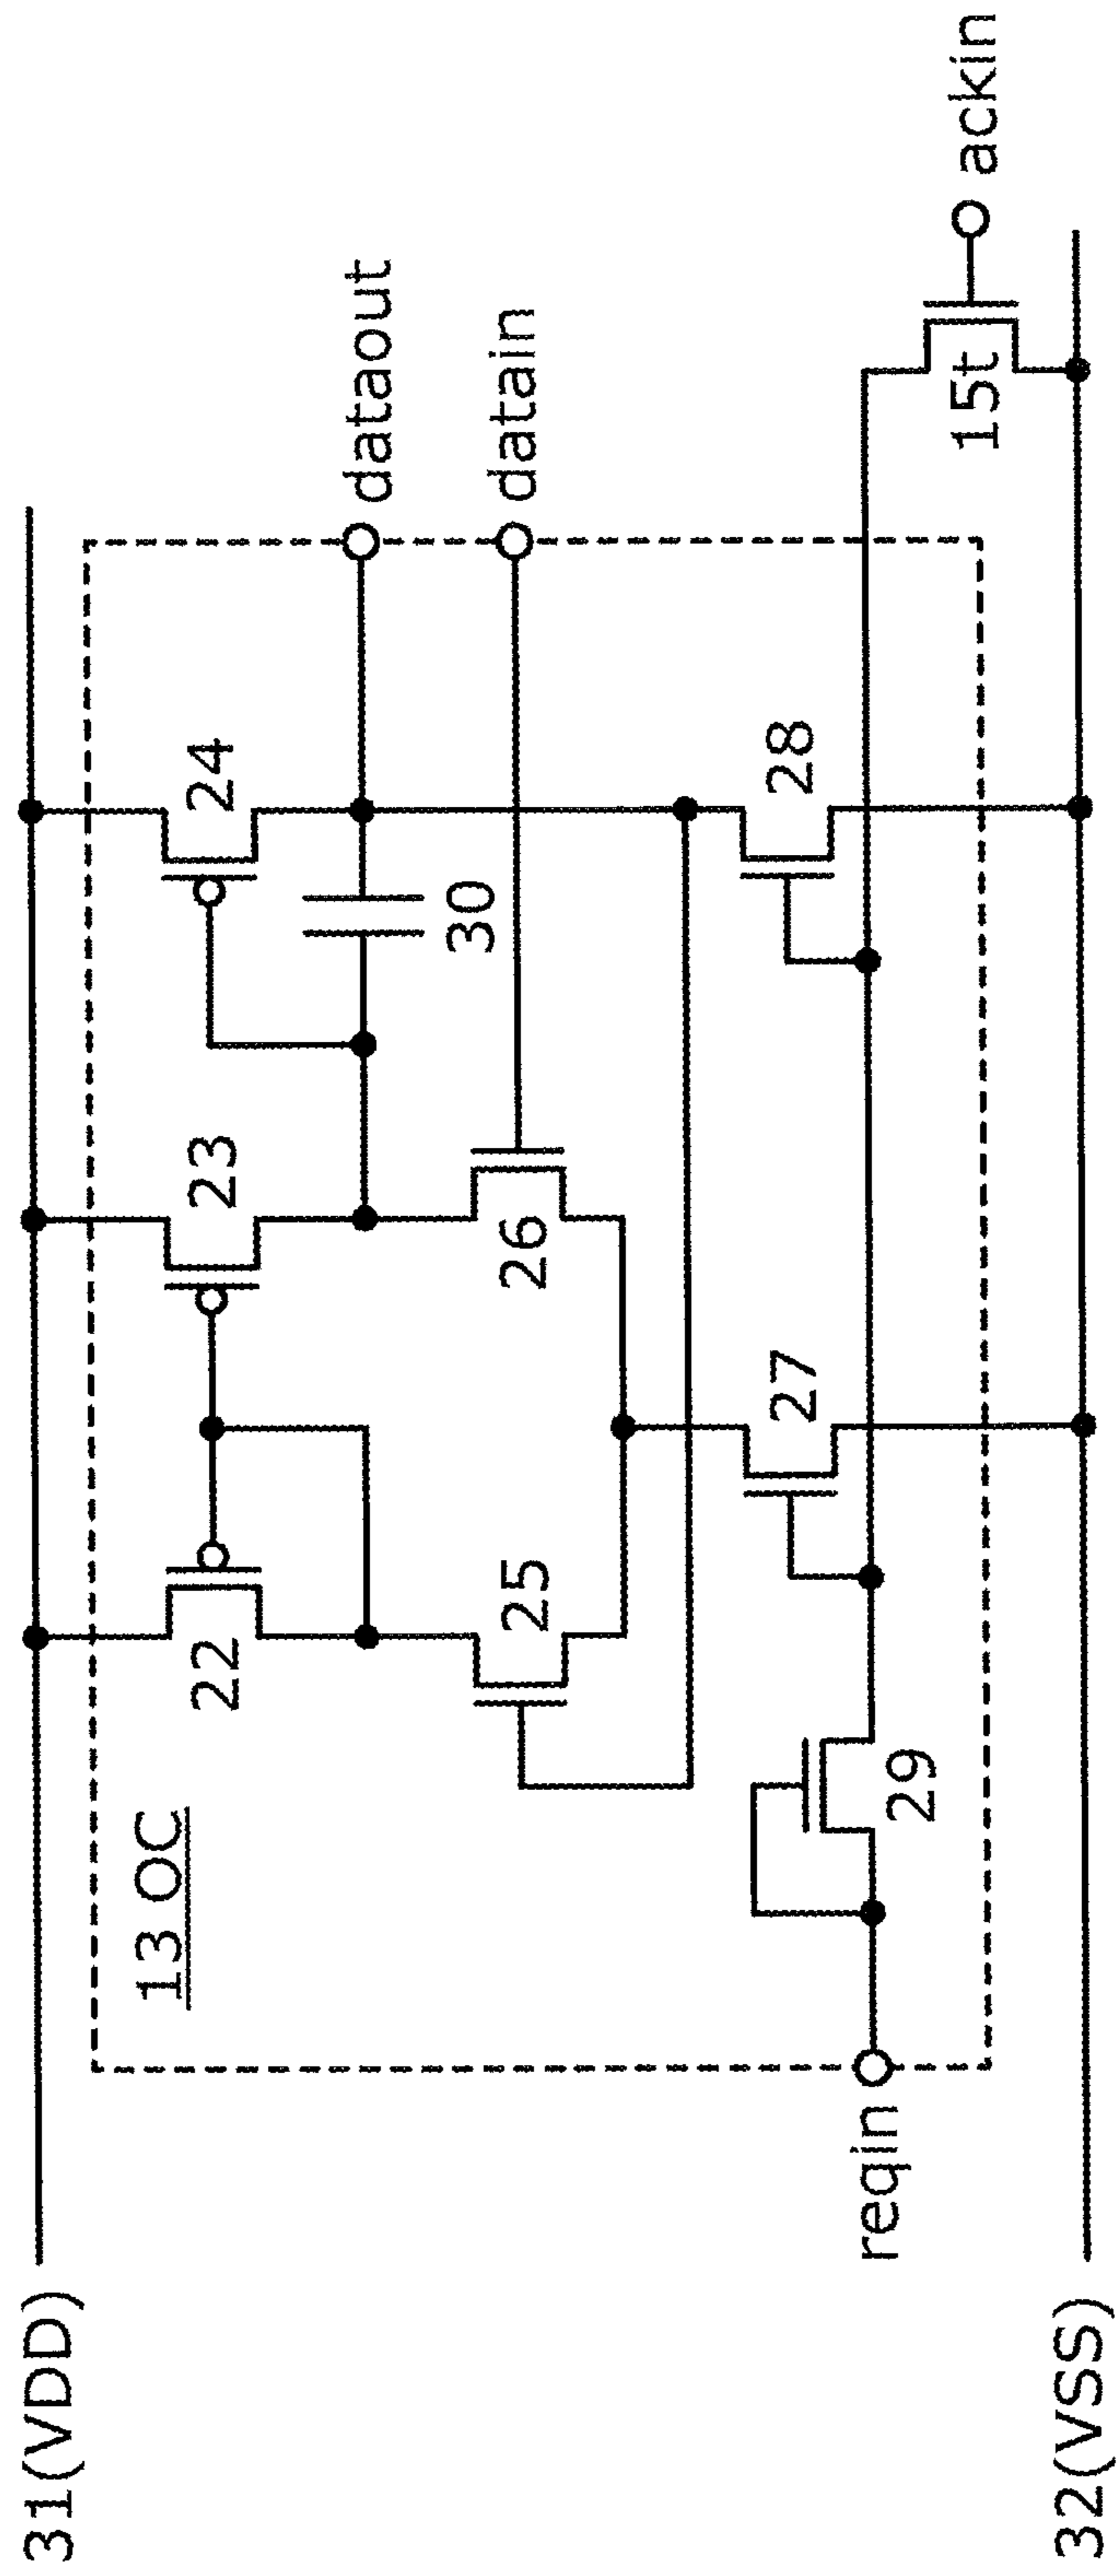 31(VDD)
13 OC
22
23
24
30
dataout
25
26
datain
27
28
29
reqin
15t
ackin
32(VSS)